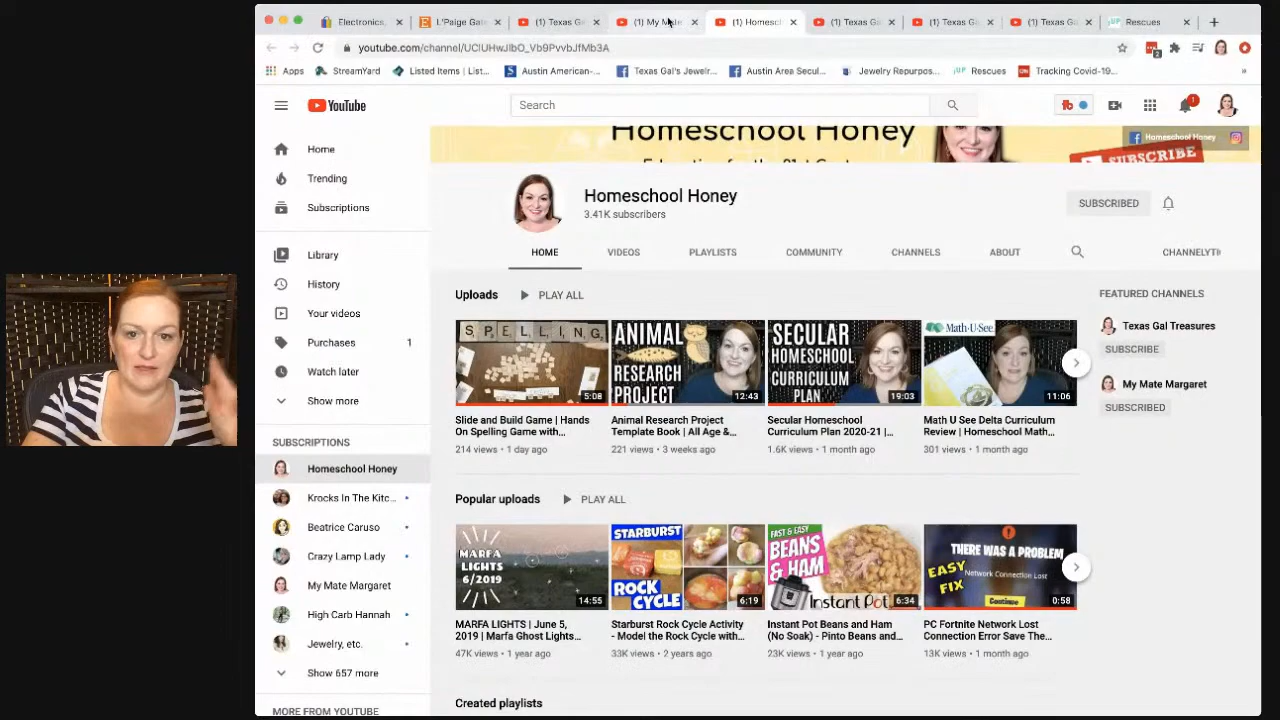 Electronics,
L'Paige Gate
(1) Texas Ga
(1) My Mate
(1) Homesch
(1) Texas Ga
(1) Texas Ga
(1) Texas Ga
Rescues
youtube.com/channel/UClUHwJlbO_Vb9PvvbJfMb3A
2
Apps
StreamYard
Listed Items | List...
Austin American-...
Texas Gal's Jewelr...
Austin Area Secul...
Jewelry Repurpos...
Rescues
Tracking Covid-19...
»
YouTube
Search
1
Homeschool Honey
Homeschool Honey
SUBSCRIBE
Home
Trending
Subscriptions
Library
History
Your videos
Purchases 1
Watch later
Show more
SUBSCRIPTIONS
Homeschool Honey
Krocks In The Kitc...
Beatrice Caruso
Crazy Lamp Lady
My Mate Margaret
High Carb Hannah
Jewelry, etc.
Show 657 more
MORE FROM YOUTUBE
Homeschool Honey
3.41K subscribers
SUBSCRIBED
HOME
VIDEOS
PLAYLISTS
COMMUNITY
CHANNELS
ABOUT
CHANNELYTI
Uploads
PLAY ALL
SPELLING
5:08
ANIMAL
RESEARCH
PROJECT
12:43
SECULAR
HOMESCHOOL
CURRICULUM
PLAN
19:03
Math·U·See
11:06
Slide and Build Game | Hands
On Spelling Game with...
214 views • 1 day ago
Animal Research Project
Template Book | All Age &...
221 views • 3 weeks ago
Secular Homeschool
Curriculum Plan 2020-21 |...
1.6K views • 1 month ago
Math U See Delta Curriculum
Review | Homeschool Math...
301 views • 1 month ago
FEATURED CHANNELS
Texas Gal Treasures
SUBSCRIBE
My Mate Margaret
SUBSCRIBED
Popular uploads
PLAY ALL
MARFA
LIGHTS
6/2019
14:55
STARBURST
ROCK
CYCLE
6:19
FAST & EASY
BEANS
& HAM
Instant Pot
6:34
THERE WAS A PROBLEM
Network Connection Lost
EASY
FIX
Continue
0:58
MARFA LIGHTS | June 5,
2019 | Marfa Ghost Lights...
47K views • 1 year ago
Starburst Rock Cycle Activity
- Model the Rock Cycle with...
33K views • 2 years ago
Instant Pot Beans and Ham
(No Soak) - Pinto Beans and...
23K views • 1 year ago
PC Fortnite Network Lost
Connection Error Save The...
13K views • 1 month ago
Created playlists